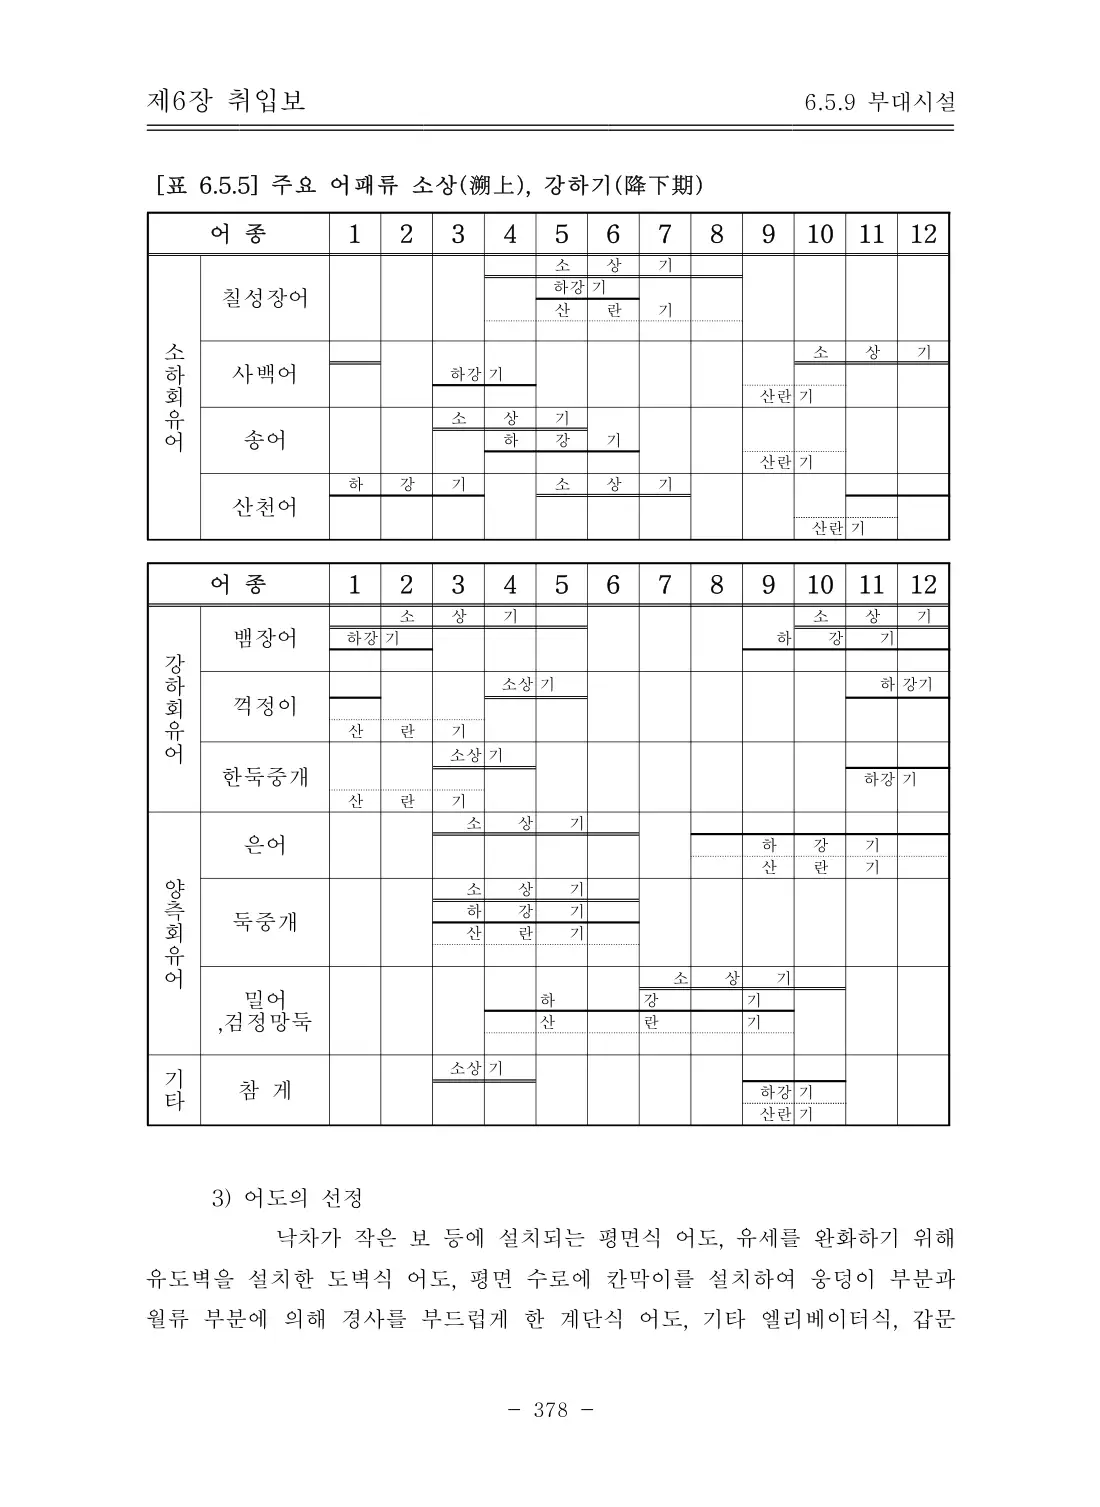 제6장 취입보 6.5.9 부대시설
[표 6.5.5] 주요 어패류 소상(溯上), 강하기(降下期)
어 종 1 2 3 4 5 6 7 8 9 10 11 12
소하회유어
칠성장어
소 상 기
하강기
산 란 기
사백어
소 상 기
하강기
산란기
송어
소 상 기
하 강 기
산란기
산천어
하 강 기 소 상 기
산란기
어 종 1 2 3 4 5 6 7 8 9 10 11 12
강하회유어
뱀장어
소 상 기 소 상 기
하강기 하 강 기
꺽정이
소상기 하강기
산 란 기
한둑중개
소상기
하강기
산 란 기
양측회유어
은어
소 상 기
하 강 기
산 란 기
둑중개
소 상 기
하 강 기
산 란 기
밀어
,검정망둑
소 상 기
하 강 기
산 란 기
기타
참 게
소상기
하강기
산란기
3) 어도의 선정
낙차가 작은 보 등에 설치되는 평면식 어도, 유세를 완화하기 위해
유도벽을 설치한 도벽식 어도, 평면 수로에 칸막이를 설치하여 웅덩이 부분과
월류 부분에 의해 경사를 부드럽게 한 계단식 어도, 기타 엘리베이터식, 갑문
- 378 -